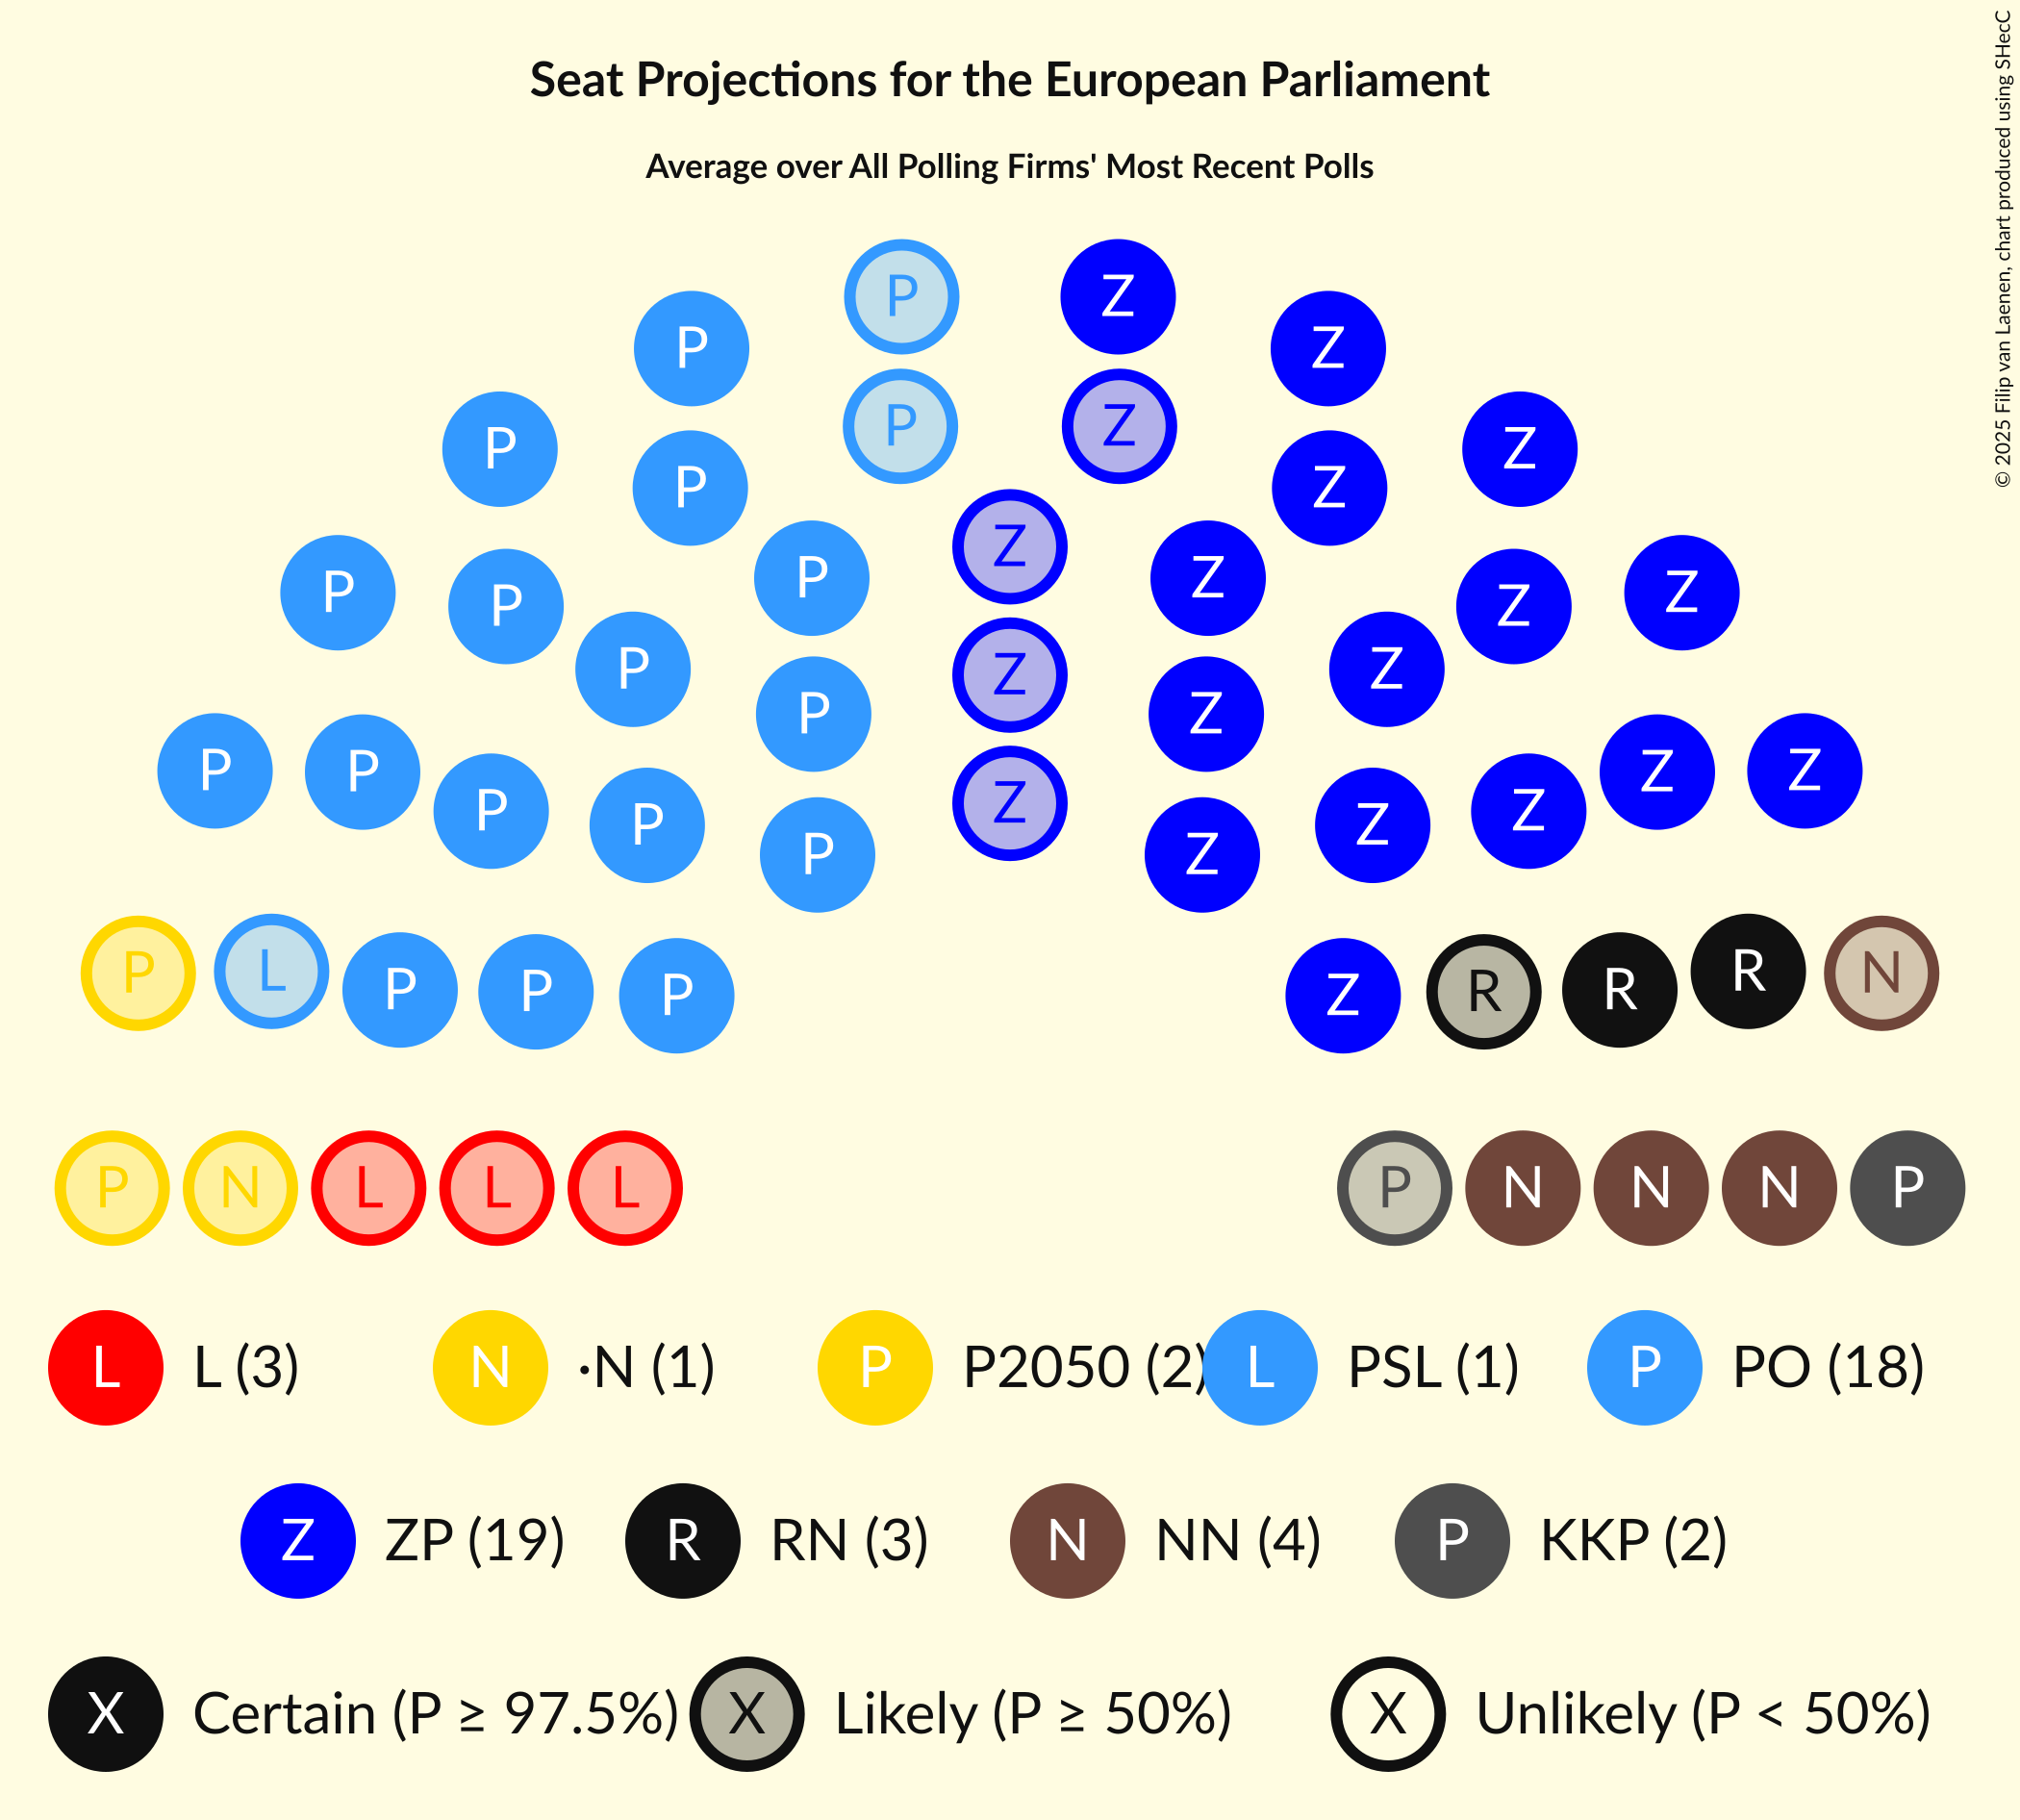 Seat Projections for the European Parliament
Average over All Polling Firms' Most Recent Polls
© 2025 Filip van Laenen, chart produced using SHecC
P Z
P Z
P Z
P Z
P Z
P Z
Z
P Z
P Z
P Z
P Z
Z
P Z
P P Z Z
P Z
Z
P Z
P Z
P L P P P Z R R R N
P N L L L P N N N P
L L (3) N ·N (1) P P2050 (2) L PSL (1) P PO (18)
Z ZP (19) R RN (3) N NN (4) P KKP (2)
X Certain (P ≥ 97.5%) X Likely (P ≥ 50%) X Unlikely (P < 50%)